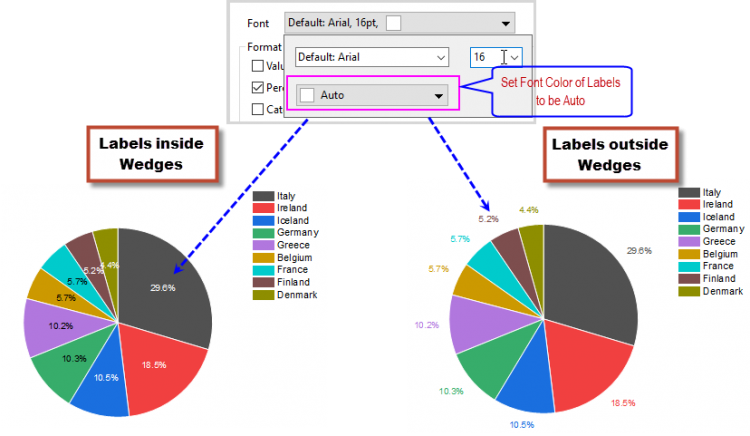 Font
Default: Arial, 16pt,
Format
Default: Arial
16
Valu
Auto
Perc
Cat
Set Font Color of Labels
to be Auto
Labels inside
Wedges
Labels outside
Wedges
Italy
Ireland
Iceland
Germany
Greece
Belgium
France
Finland
Denmark
29.6%
18.5%
10.5%
10.3%
10.2%
5.7%
5.7%
5.2%
4.4%
Italy
Ireland
Iceland
Germany
Greece
Belgium
France
Finland
Denmark
29.6%
18.5%
10.5%
10.3%
10.2%
5.7%
5.7%
5.2%
4.4%